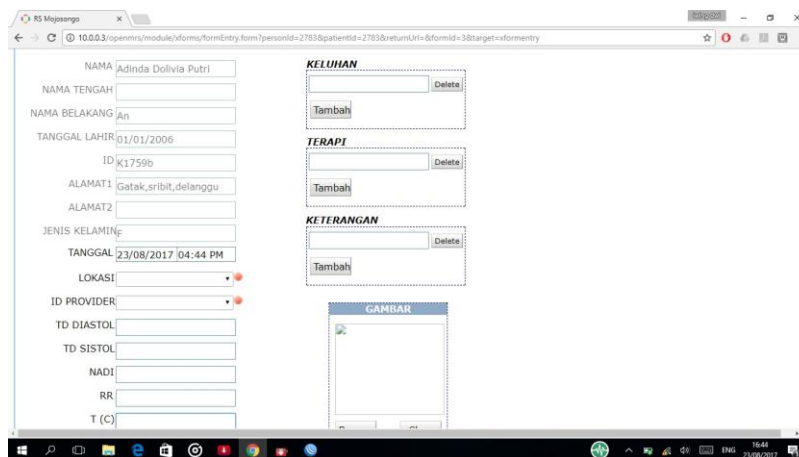 RS Mojosongo
10.0.0.3/openmrs/module/xforms/formEntry.form?personId=2783&patientId=2783&returnUrl=&formId=3&target=xformentry
NAMA Adinda Dolivia Putri
NAMA TENGAH
NAMA BELAKANG An
TANGGAL LAHIR 01/01/2006
ID K1759b
ALAMAT1 Gatak,sribit,delanggu
ALAMAT2
JENIS KELAMIN F
TANGGAL 23/08/2017 04:44 PM
LOKASI
ID PROVIDER
TD DIASTOL
TD SISTOL
NADI
RR
T (C)
KELUHAN
Delete
Tambah
TERAPI
Delete
Tambah
KETERANGAN
Delete
Tambah
GAMBAR
ENG
16:44
23/08/2017